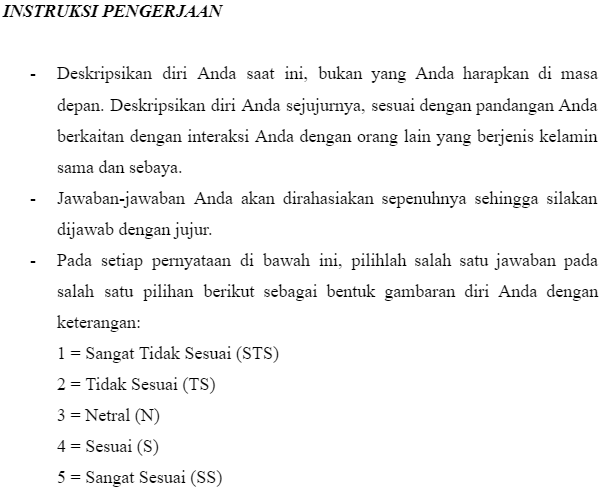 INSTRUKSI PENGERJAAN
- Deskripsikan diri Anda saat ini, bukan yang Anda harapkan di masa
depan. Deskripsikan diri Anda sejujurnya, sesuai dengan pandangan Anda
berkaitan dengan interaksi Anda dengan orang lain yang berjenis kelamin
sama dan sebaya.
- Jawaban-jawaban Anda akan dirahasiakan sepenuhnya sehingga silakan
dijawab dengan jujur.
- Pada setiap pernyataan di bawah ini, pilihlah salah satu jawaban pada
salah satu pilihan berikut sebagai bentuk gambaran diri Anda dengan
keterangan:
1 = Sangat Tidak Sesuai (STS)
2 = Tidak Sesuai (TS)
3 = Netral (N)
4 = Sesuai (S)
5 = Sangat Sesuai (SS)